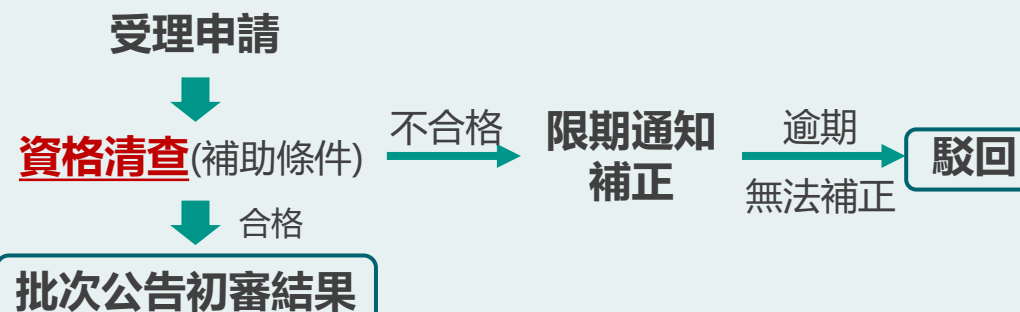 受理申請
資格清查(補助條件)
不合格
限期通知
補正
逾期
無法補正
駁回
合格
批次公告初審結果